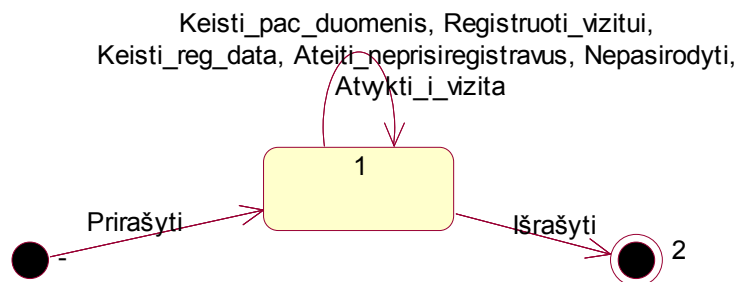 Keisti_pac_duomenis, Registruoti_vizitui,
Keisti_reg_data, Ateiti_neprisiregistravus, Nepasirodyti,
Atvykti_i_vizita
1
Prirašyti
Išrašyti
-
2